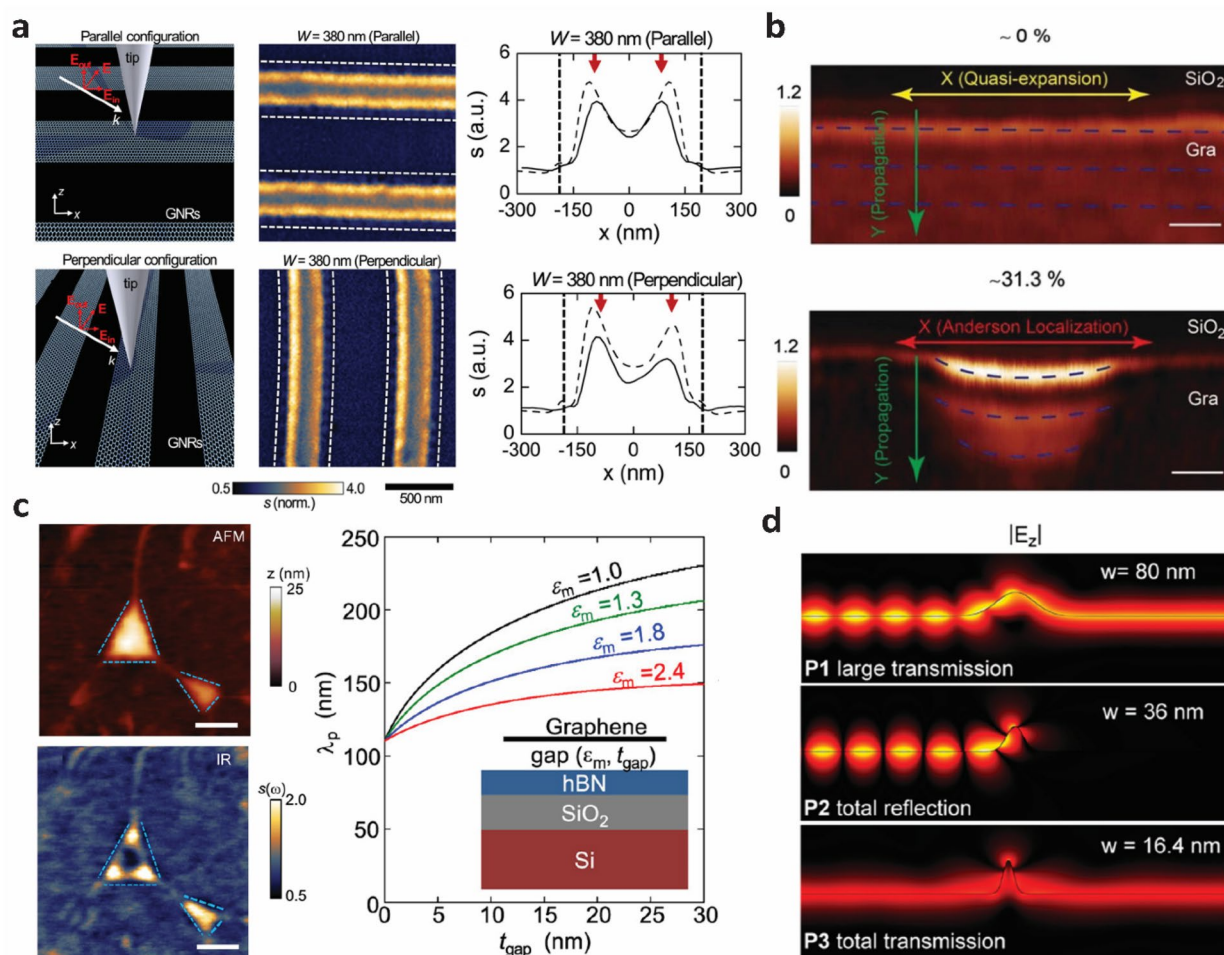 a
Parallel configuration
tip
E
E_in
k
z
x
GNRs
W = 380 nm (Parallel)
W = 380 nm (Parallel)
s (a.u.)
6
4
2
0
-300 -150 0 150 300
x (nm)
Perpendicular configuration
tip
E
E_in
k
z
x
GNRs
W = 380 nm (Perpendicular)
0.5 4.0
s (norm.)
500 nm
W = 380 nm (Perpendicular)
s (a.u.)
6
4
2
0
-300 -150 0 150 300
x (nm)
b
~ 0 %
1.2
0
X (Quasi-expansion)
Y (Propagation)
SiO2
Gra
~31.3 %
1.2
0
X (Anderson Localization)
Y (Propagation)
SiO2
Gra
c
AFM
z (nm)
25
0
IR
s(ω)
2.0
0.5
λp (nm)
250
200
150
100
50
0
εm =1.0
εm =1.3
εm =1.8
εm =2.4
Graphene
gap (εm, tgap)
hBN
SiO2
Si
0 5 10 15 20 25 30
tgap (nm)
d
|Ez|
w= 80 nm
P1 large transmission
w = 36 nm
P2 total reflection
w = 16.4 nm
P3 total transmission